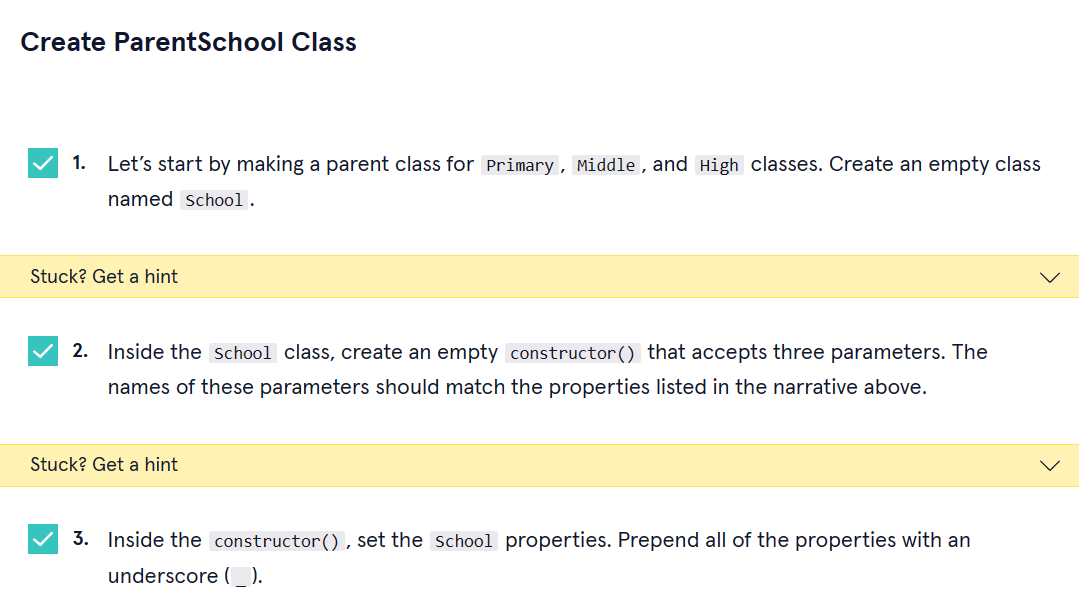 Create ParentSchool Class
1. Let’s start by making a parent class for Primary, Middle, and High classes. Create an empty class
named School.
Stuck? Get a hint
2. Inside the School class, create an empty constructor() that accepts three parameters. The
names of these parameters should match the properties listed in the narrative above.
Stuck? Get a hint
3. Inside the constructor(), set the School properties. Prepend all of the properties with an
underscore (_).